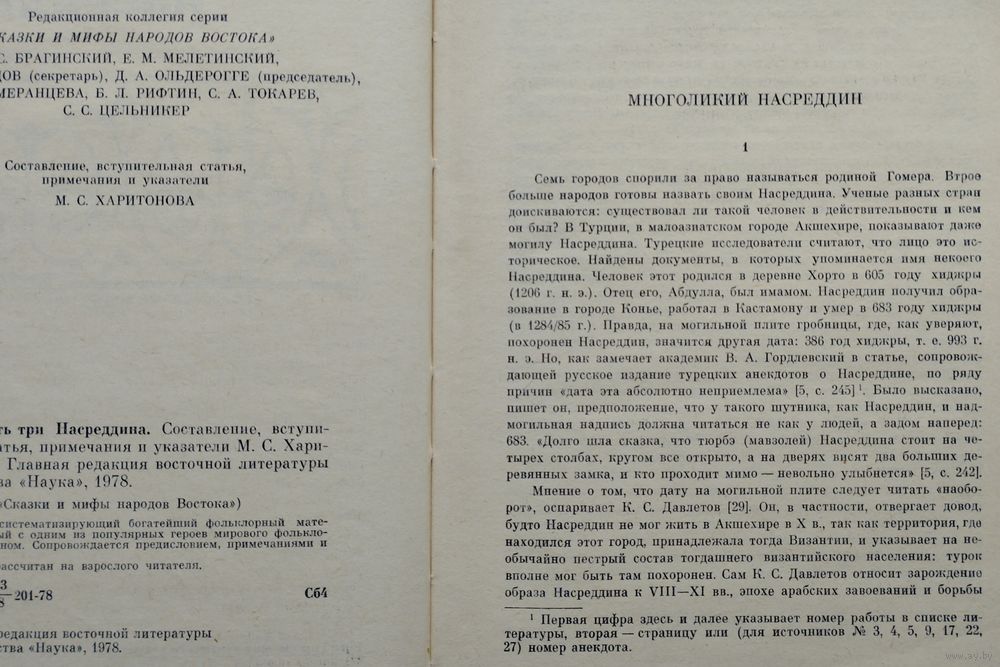 Редакционная коллегия серии
КАЗКИ И МИФЫ НАРОДОВ ВОСТОКА»
С. БРАГИНСКИЙ, Е. М. МЕЛЕТИНСКИЙ,
ДОВ (секретарь), Д. А. ОЛЬДЕРОГГЕ (председатель),
МЕРАНЦЕВА, Б. Л. РИФТИН, С. А. ТОКАРЕВ,
С. С. ЦЕЛЬНИКЕР
Составление, вступительная статья,
примечания и указатели
М. С. ХАРИТОНОВА
ть три Насреддина. Составление, вступи-
атья, примечания и указатели М. С. Хари-
Главная редакция восточной литературы
ва «Наука», 1978.
«Сказки и мифы народов Востока»)
систематизирующий богатейший фольклорный мате-
ый с одним из популярных героев мирового фолькло-
ном. Сопровождается предисловием, примечаниями и
рассчитан на взрослого читателя.
3
8 -201-78
Сб4
редакция восточной литературы
ства «Наука», 1978.
МНОГОЛИКИЙ НАСРЕДДИН
1
Семь городов спорили за право называться родиной Гомера. Втрое
больше народов готовы назвать своим Насреддина. Ученые разных стран
доискиваются: существовал ли такой человек в действительности и кем
он был? В Турции, в малоазиатском городе Акшехире, показывают даже
могилу Насреддина. Турецкие исследователи считают, что лицо это ис-
торическое. Найдены документы, в которых упоминается имя некоего
Насреддина. Человек этот родился в деревне Хорто в 605 году хиджры
(1206 г. н. э.). Отец его, Абдулла, был имамом. Насреддин получил обра-
зование в городе Конье, работал в Кастамону и умер в 683 году хиджры
(в 1284/85 г.). Правда, на могильной плите гробницы, где, как уверяют,
похоронен Насреддин, значится другая дата: 386 год хиджры, т. е. 993 г.
н. э. Но, как замечает академик В. А. Гордлевский в статье, сопровож-
дающей русское издание турецких анекдотов о Насреддине, по ряду
причин «дата эта абсолютно неприемлема» [5, с. 245] ¹. Было высказано,
пишет он, предположение, что у такого шутника, как Насреддин, и над-
могильная надпись должна читаться не как у людей, а задом наперед:
683. «Долго шла сказка, что тюрбэ (мавзолей) Насреддина стоит на че-
тырех столбах, кругом все открыто, а на дверях висят два больших де-
ревянных замка, и кто проходит мимо — невольно улыбнется» [5, с. 242].
Мнение о том, что дату на могильной плите следует читать «наобо-
рот», оспаривает К. С. Давлетов [29]. Он, в частности, отвергает довод,
будто Насреддин не мог жить в Акшехире в X в., так как территория, где
находился этот город, принадлежала тогда Византии, и указывает на не-
обычайно пестрый состав тогдашнего византийского населения: турок
вполне мог быть там похоронен. Сам К. С. Давлетов относит зарождение
образа Насреддина к VIII—XI вв., эпохе арабских завоеваний и борьбы
¹ Первая цифра здесь и далее указывает номер работы в списке ли-
тературы, вторая — страницу или (для источников № 3, 4, 5, 9, 17, 22,
27) номер анекдота.
www.ay.by